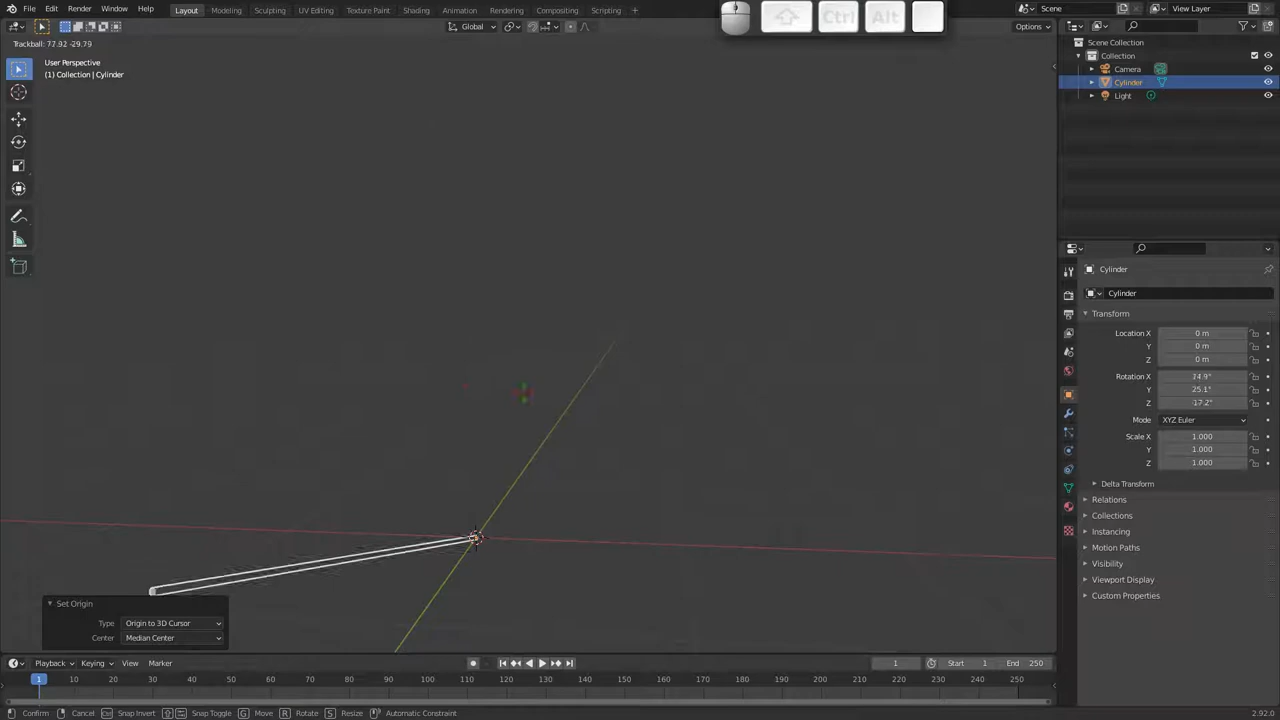 File Edit Render Window Help Layout Modeling Sculpting UV Editing Texture Paint Shading Animation Rendering Compositing Scripting + Ctrl Alt Scene View Layer
Global Options
Trackball: 77.92 -29.79
User Perspective
(1) Collection | Cylinder
Scene Collection
Collection
Camera
Cylinder
Light
Cylinder
Cylinder
Transform
Location X 0 m
Y 0 m
Z 0 m
Rotation X 74.9°
Y 25.1°
Z -17.2°
Mode XYZ Euler
Scale X 1.000
Y 1.000
Z 1.000
Delta Transform
Relations
Collections
Instancing
Motion Paths
Visibility
Viewport Display
Custom Properties
Set Origin
Type Origin to 3D Cursor
Center Median Center
Playback Keying View Marker 1 Start 1 End 250
1 10 20 30 40 50 60 70 80 90 100 110 120 130 140 150 160 170 180 190 200 210 220 230 240 250
Confirm Cancel Snap Invert Snap Toggle G Move R Rotate S Resize Automatic Constraint 2.92.0